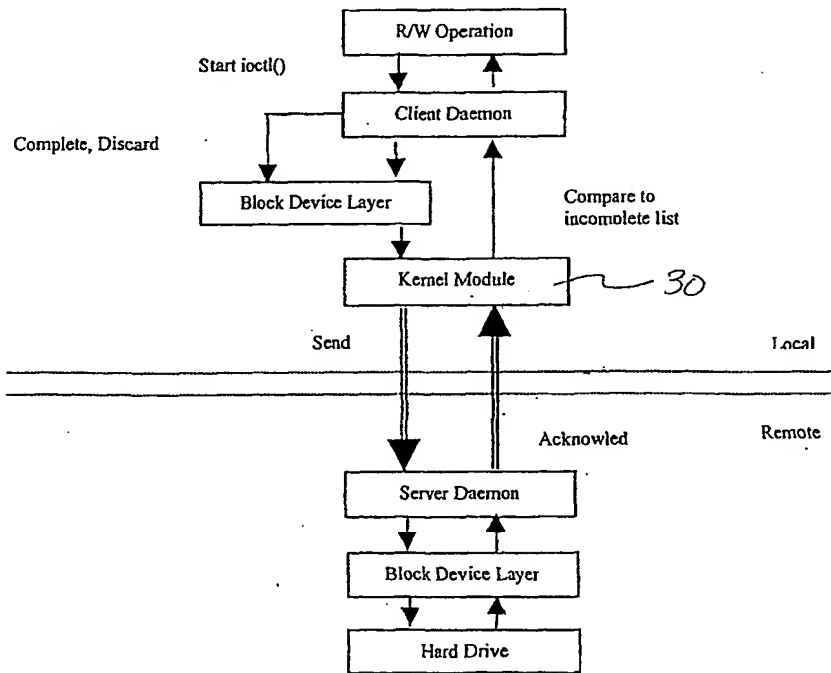 R/W Operation
Start ioctl()
Client Daemon
Complete, Discard
Block Device Layer
Compare to
incomolete list
Kernel Module
30
Send
Local
Acknowled
Remote
Server Daemon
Block Device Layer
Hard Drive